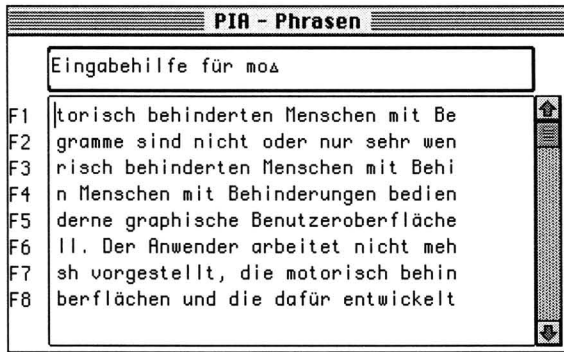 PIA - Phrasen
Eingabehilfe für mo▵
F1 torisch behinderten Menschen mit Be
F2 gramme sind nicht oder nur sehr wen
F3 risch behinderten Menschen mit Behi
F4 n Menschen mit Behinderungen bedien
F5 derne graphische Benutzeroberfläche
F6 ll. Der Anwender arbeitet nicht meh
F7 sh vorgestellt, die motorisch behin
F8 berflächen und die dafür entwickelt